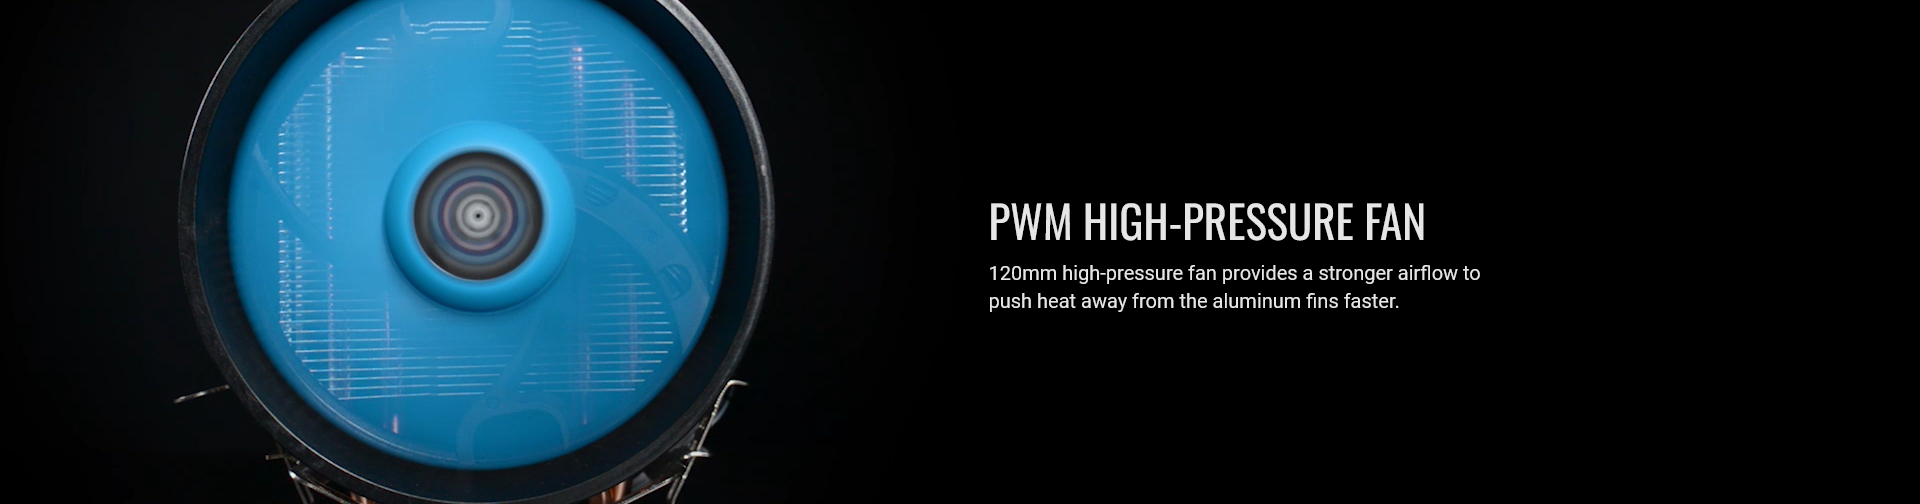 PWM HIGH-PRESSURE FAN
120mm high-pressure fan provides a stronger airflow to
push heat away from the aluminum fins faster.